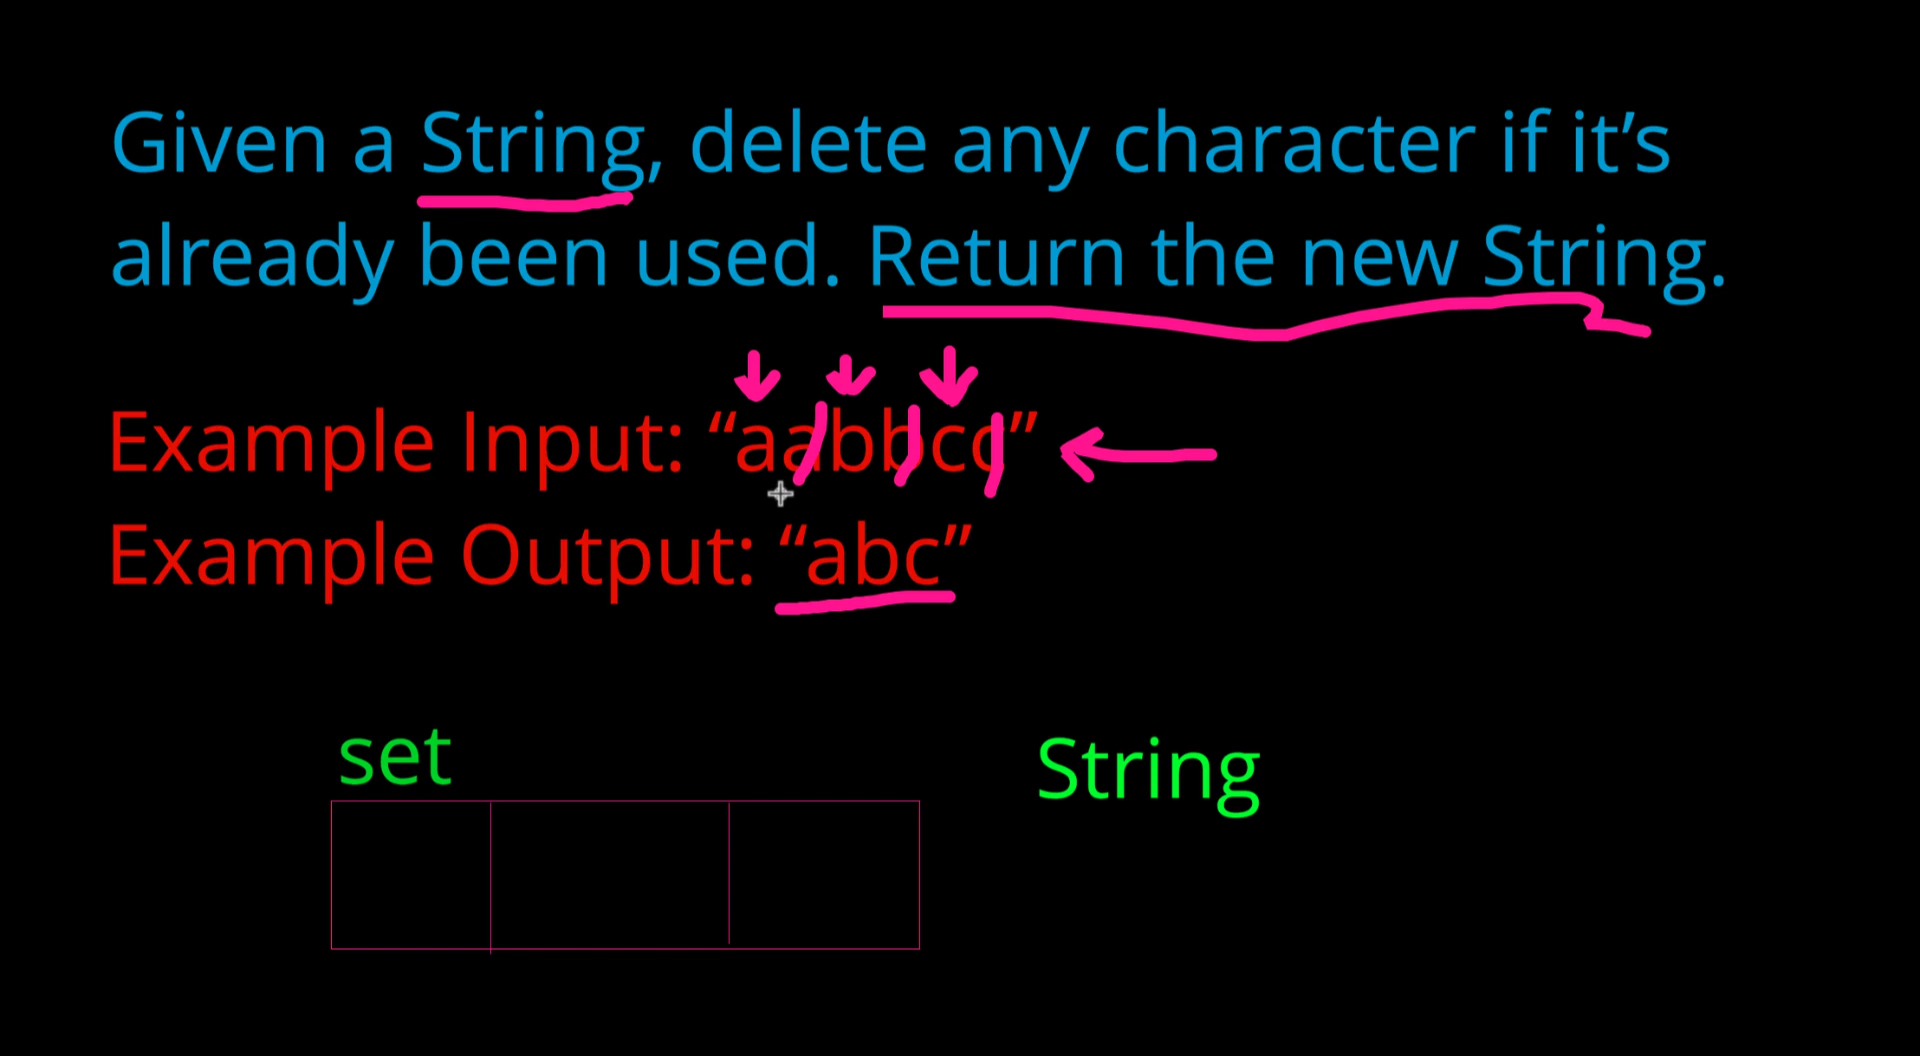 Given a String, delete any character if it’s
already been used. Return the new String.
Example Input: “aabbcc”
Example Output: “abc”
set
String